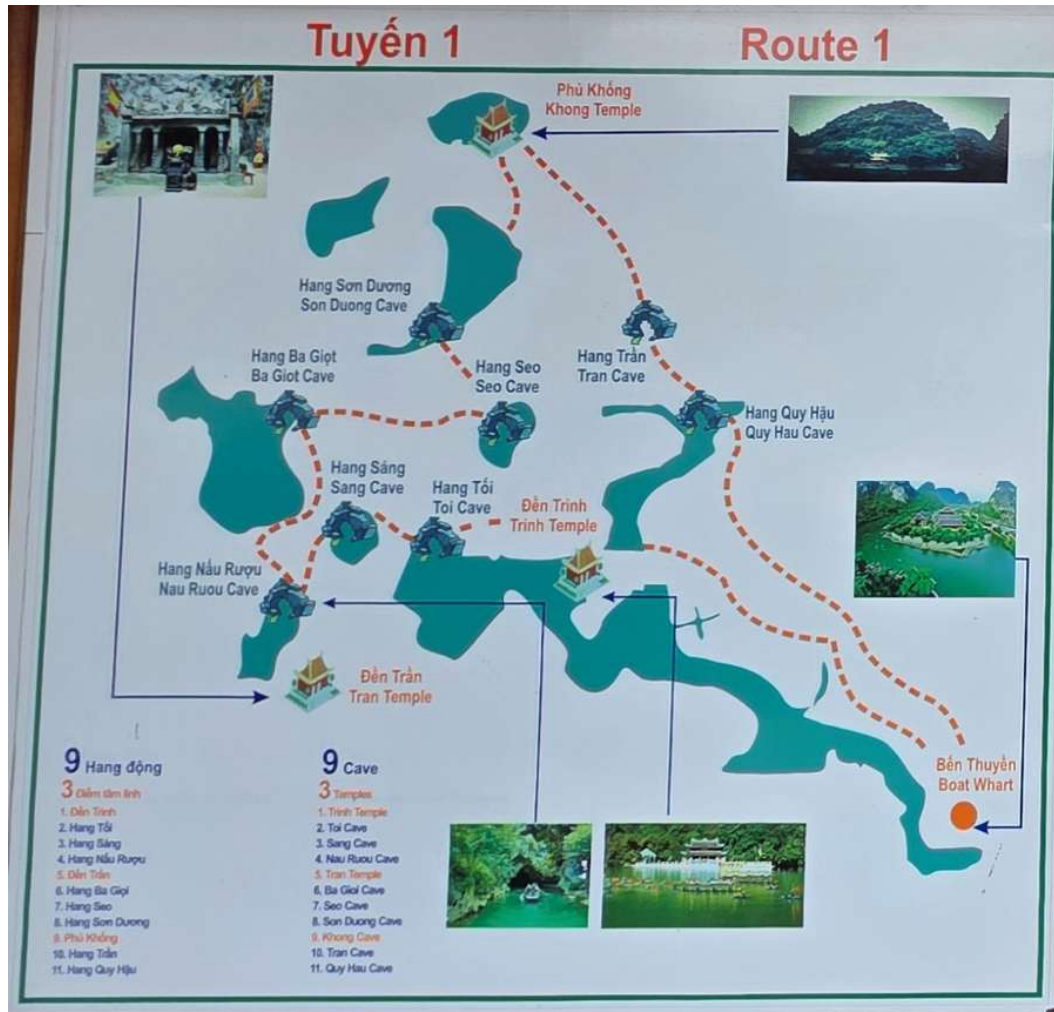 Tuyến 1
Route 1
Phủ Khống
Khong Temple
Hang Sơn Dương
Son Duong Cave
Hang Ba Giọt
Ba Giot Cave
Hang Seo
Seo Cave
Hang Trần
Tran Cave
Hang Quy Hậu
Quy Hau Cave
Hang Sáng
Sang Cave
Hang Tối
Toi Cave
Đền Trình
Trinh Temple
Hang Nấu Rượu
Nau Ruou Cave
Đền Trần
Tran Temple
Bến Thuyền
Boat Whart
9 Hang động
3 Điểm tâm linh
1. Đền Trình
2. Hang Tối
3. Hang Sáng
4. Hang Nấu Rượu
5. Đền Trần
6. Hang Ba Giọi
7. Hang Seo
8. Hang Sơn Dương
9. Phủ Khống
10. Hang Trần
11. Hang Quy Hậu
9 Cave
3 Temples
1. Trinh Temple
2. Toi Cave
3. Sang Cave
4. Nau Ruou Cave
5. Tran Temple
6. Ba Giol Cave
7. Seo Cave
8. Son Duong Cave
9. Khong Cave
10. Tran Cave
11. Quy Hau Cave